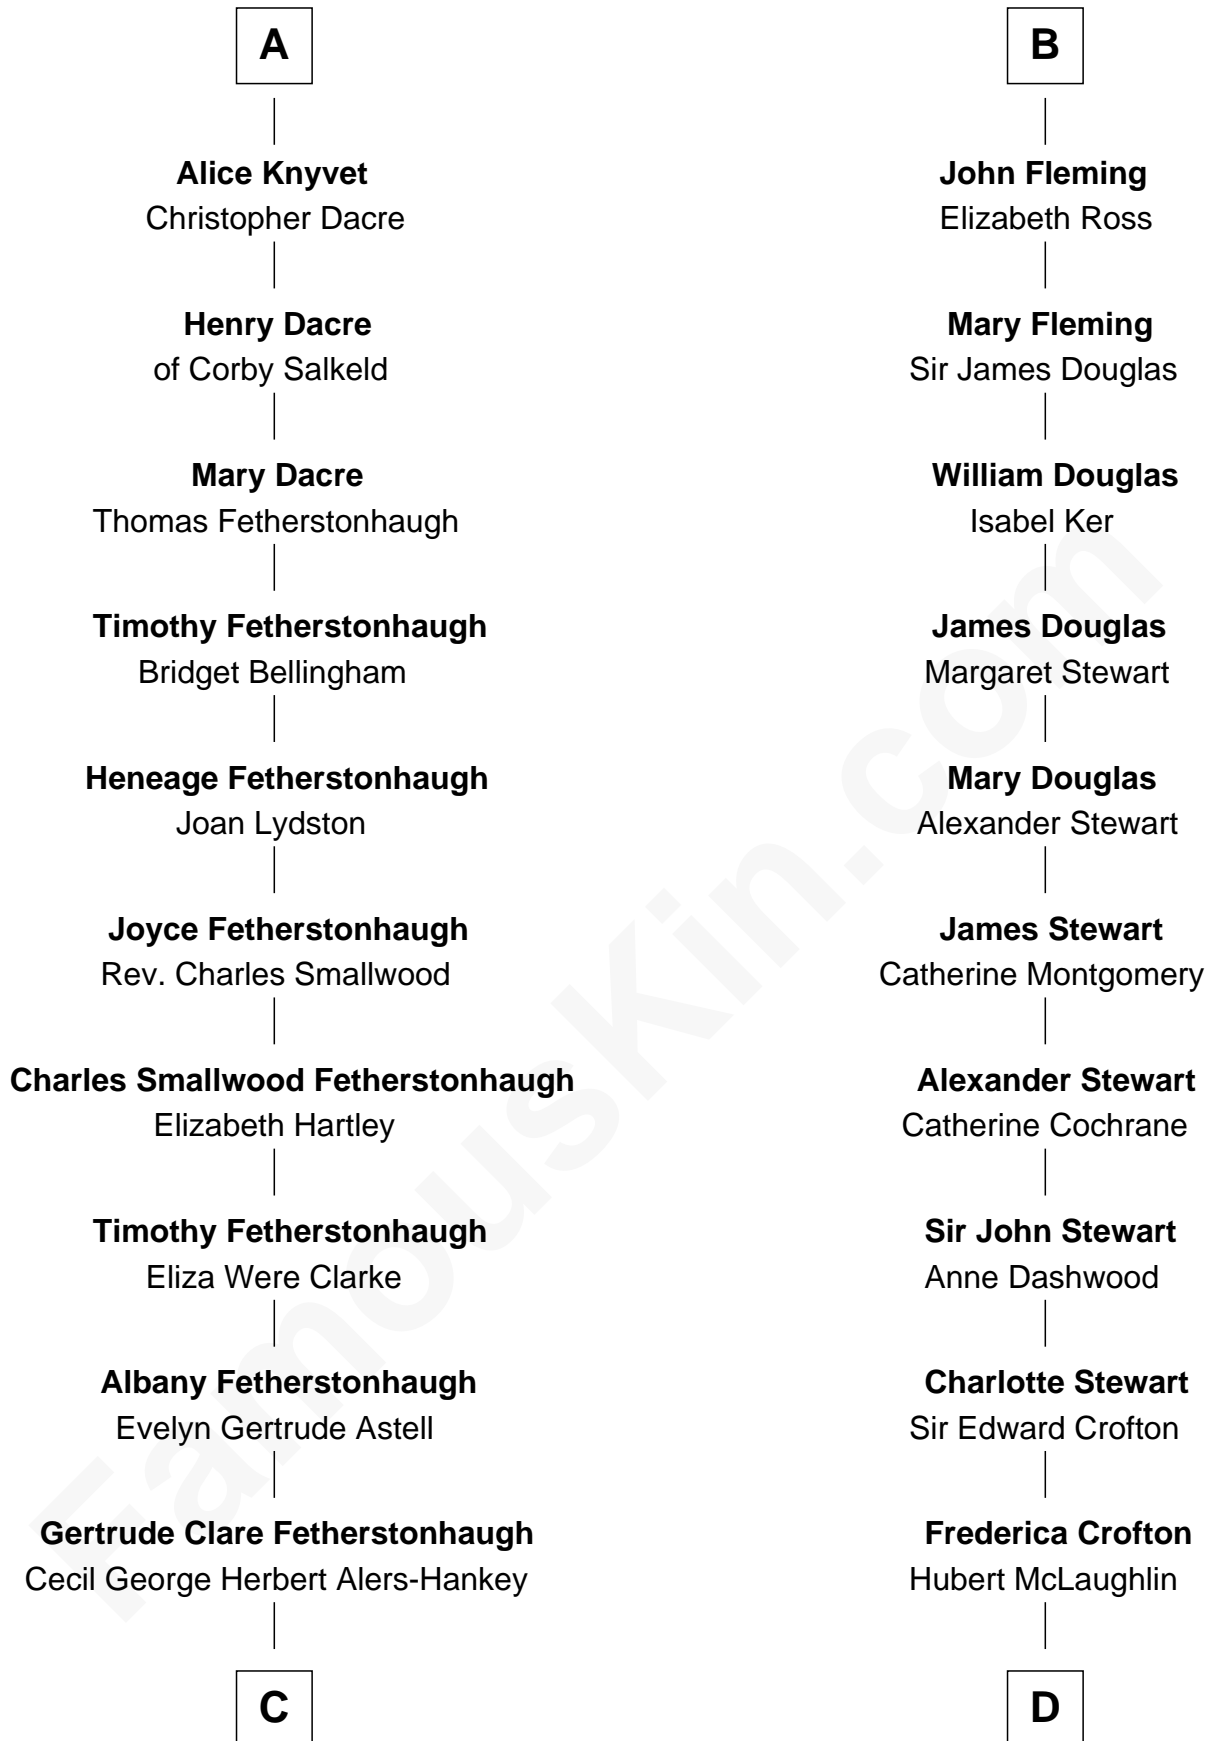 A
Alice Knyvet
Christopher Dacre
Henry Dacre
of Corby Salkeld
Mary Dacre
Thomas Fetherstonhaugh
Timothy Fetherstonhaugh
Bridget Bellingham
Heneage Fetherstonhaugh
Joan Lydston
Joyce Fetherstonhaugh
Rev. Charles Smallwood
Charles Smallwood Fetherstonhaugh
Elizabeth Hartley
Timothy Fetherstonhaugh
Eliza Were Clarke
Albany Fetherstonhaugh
Evelyn Gertrude Astell
Gertrude Clare Fetherstonhaugh
Cecil George Herbert Alers-Hankey
C
B
John Fleming
Elizabeth Ross
Mary Fleming
Sir James Douglas
William Douglas
Isabel Ker
James Douglas
Margaret Stewart
Mary Douglas
Alexander Stewart
James Stewart
Catherine Montgomery
Alexander Stewart
Catherine Cochrane
Sir John Stewart
Anne Dashwood
Charlotte Stewart
Sir Edward Crofton
Frederica Crofton
Hubert McLaughlin
D
FamousKin.com